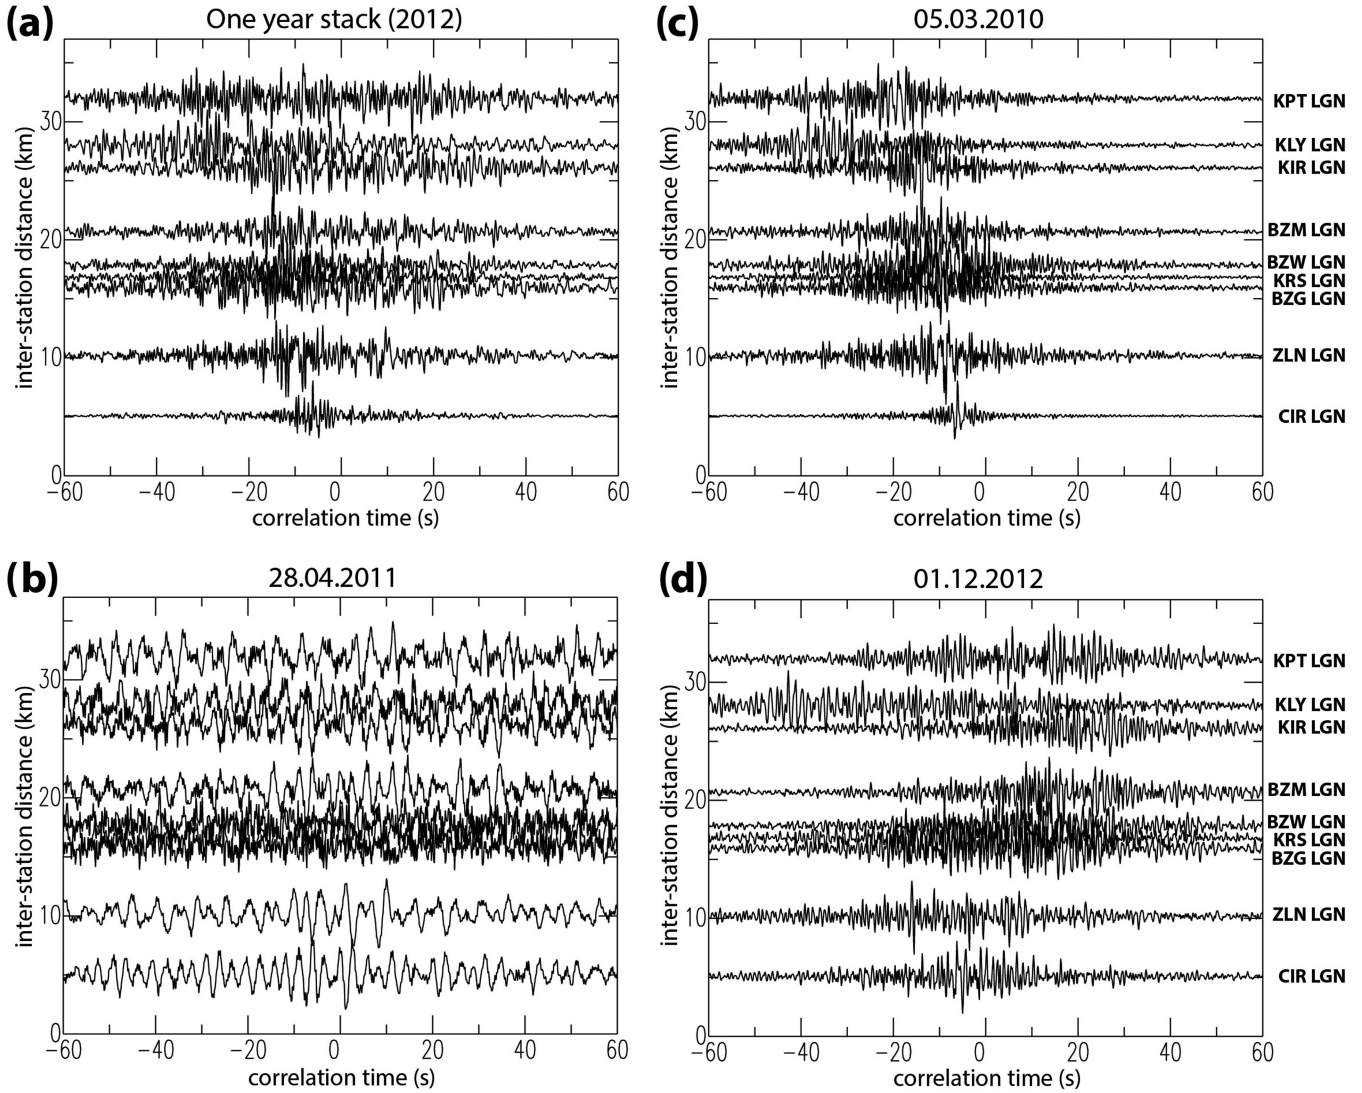 (a) One year stack (2012)
inter-station distance (km)
30
20
10
0
−60 −40 −20 0 20 40 60
correlation time (s)
(c) 05.03.2010
inter-station distance (km)
30
20
10
0
−60 −40 −20 0 20 40 60
correlation time (s)
KPT LGN
KLY LGN
KIR LGN
BZM LGN
BZW LGN
KRS LGN
BZG LGN
ZLN LGN
CIR LGN
(b) 28.04.2011
inter-station distance (km)
30
20
10
0
−60 −40 −20 0 20 40 60
correlation time (s)
(d) 01.12.2012
inter-station distance (km)
30
20
10
0
−60 −40 −20 0 20 40 60
correlation time (s)
KPT LGN
KLY LGN
KIR LGN
BZM LGN
BZW LGN
KRS LGN
BZG LGN
ZLN LGN
CIR LGN